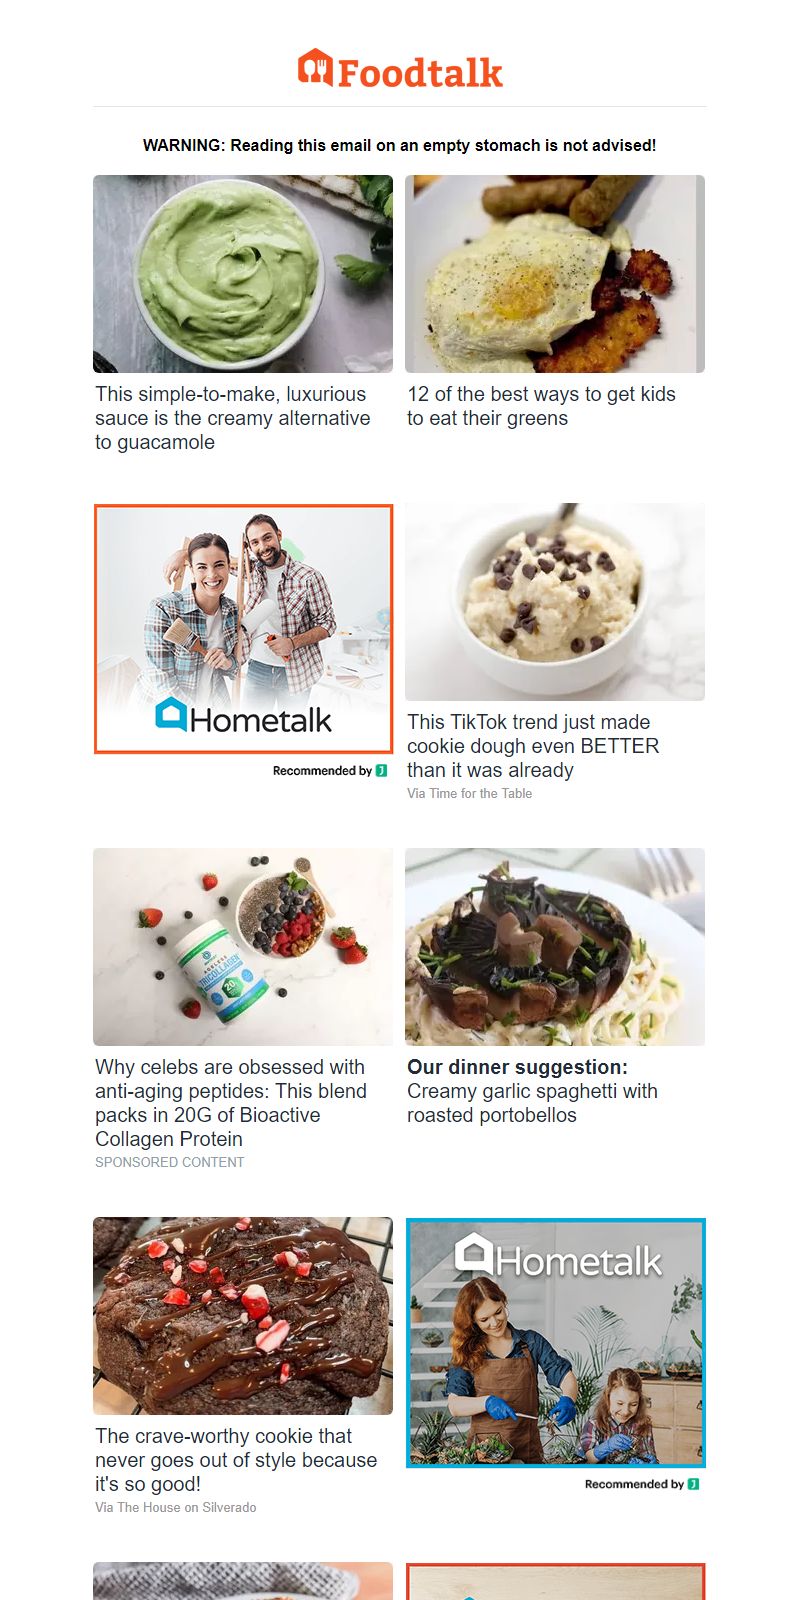 Foodtalk
WARNING: Reading this email on an empty stomach is not advised!
This simple-to-make, luxurious
sauce is the creamy alternative
to guacamole
12 of the best ways to get kids
to eat their greens
Hometalk
Recommended by
This TikTok trend just made
cookie dough even BETTER
than it was already
Via Time for the Table
AGELESS
TRICOLLAGEN
20
Why celebs are obsessed with
anti-aging peptides: This blend
packs in 20G of Bioactive
Collagen Protein
SPONSORED CONTENT
Our dinner suggestion:
Creamy garlic spaghetti with
roasted portobellos
The crave-worthy cookie that
never goes out of style because
it's so good!
Via The House on Silverado
Hometalk
Recommended by